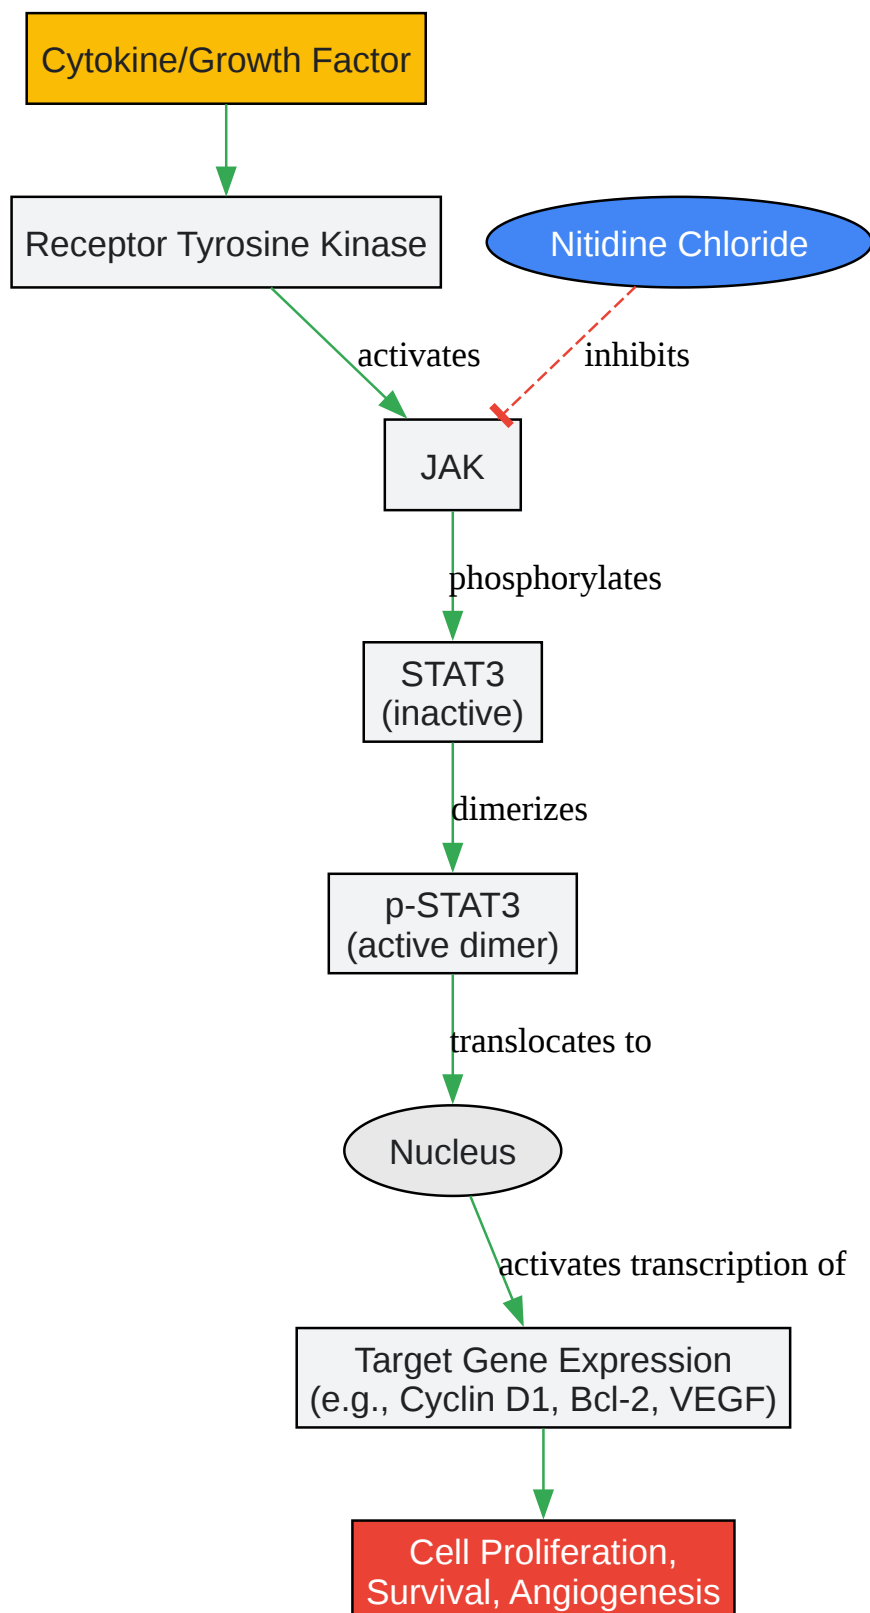 Cytokine/Growth Factor
Receptor Tyrosine Kinase
Nitidine Chloride
activates
inhibits
JAK
phosphorylates
STAT3
(inactive)
dimerizes
p-STAT3
(active dimer)
translocates to
Nucleus
activates transcription of
Target Gene Expression
(e.g., Cyclin D1, Bcl-2, VEGF)
Cell Proliferation,
Survival, Angiogenesis